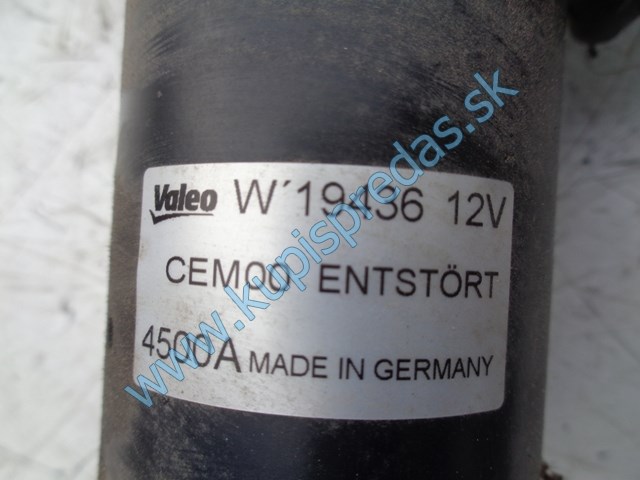 Valeo W´19436 12V
CEM00 ENTSTÖRT
4500A MADE IN GERMANY
www.kupispredas.sk